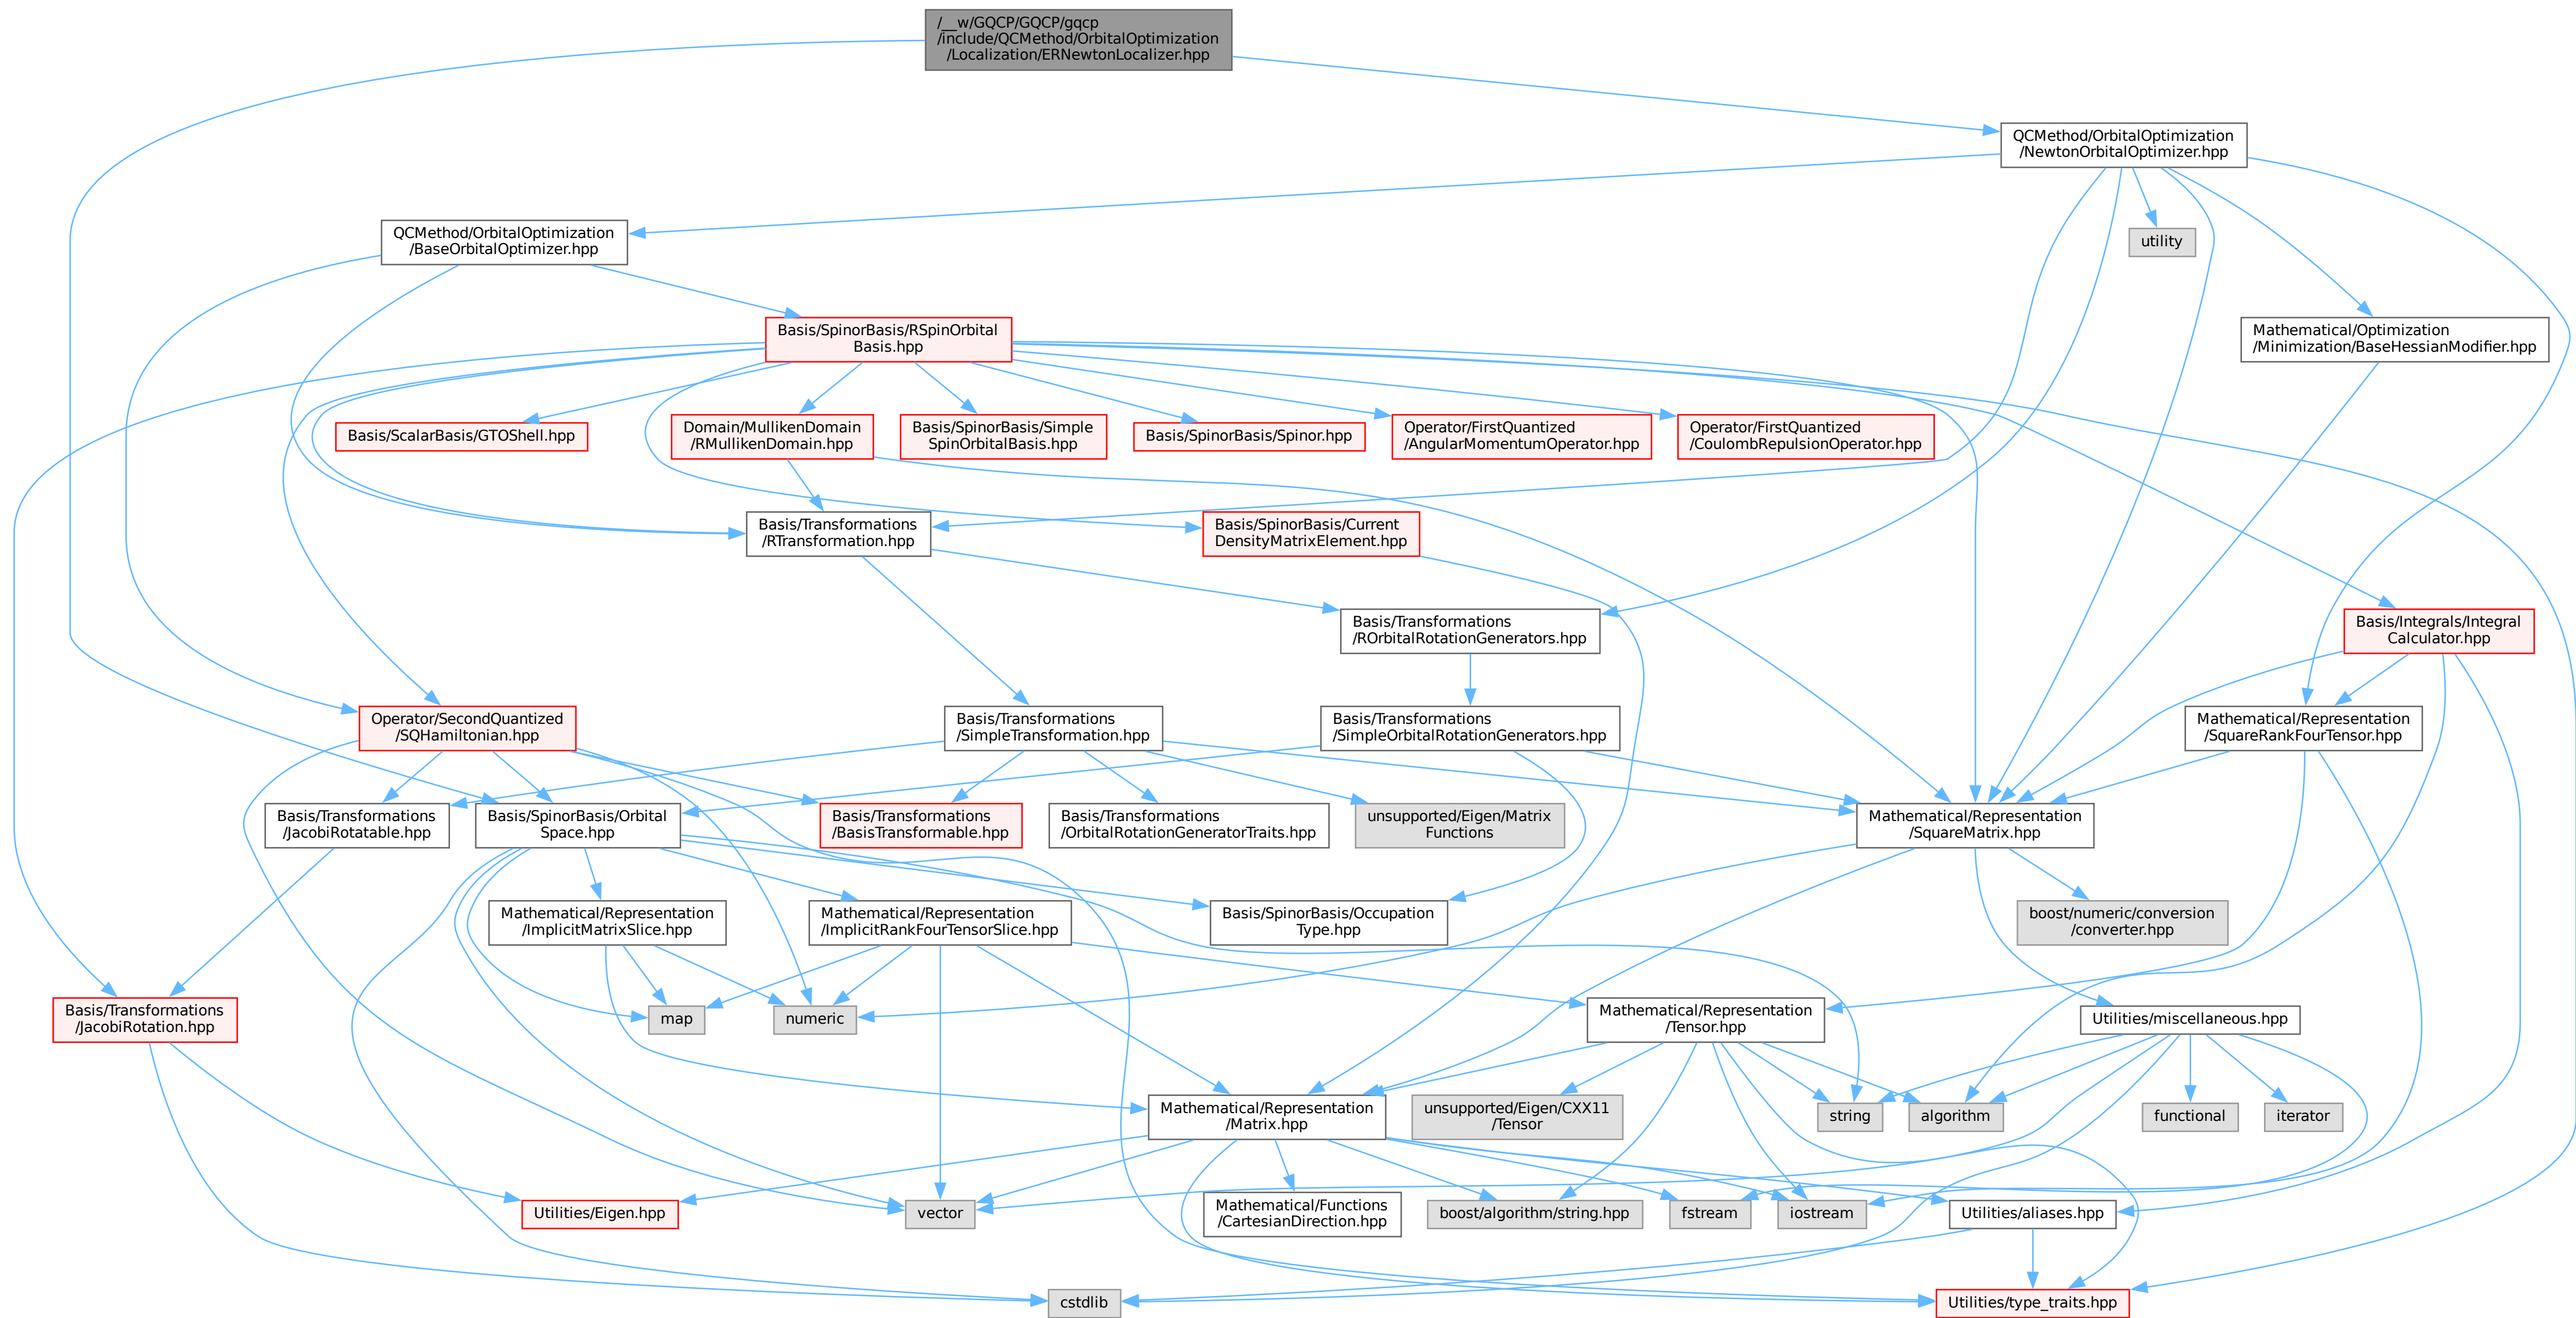 /__w/GQCP/GQCP/gqcp
/include/QCMethod/OrbitalOptimization
/Localization/ERNewtonLocalizer.hpp
QCMethod/OrbitalOptimization
/NewtonOrbitalOptimizer.hpp
QCMethod/OrbitalOptimization
/BaseOrbitalOptimizer.hpp
utility
Basis/SpinorBasis/RSpinOrbital
Basis.hpp
Mathematical/Optimization
/Minimization/BaseHessianModifier.hpp
Basis/ScalarBasis/GTOShell.hpp
Domain/MullikenDomain
/RMullikenDomain.hpp
Basis/SpinorBasis/Simple
SpinOrbitalBasis.hpp
Basis/SpinorBasis/Spinor.hpp
Operator/FirstQuantized
/AngularMomentumOperator.hpp
Operator/FirstQuantized
/CoulombRepulsionOperator.hpp
Basis/Transformations
/RTransformation.hpp
Basis/SpinorBasis/Current
DensityMatrixElement.hpp
Basis/Transformations
/ROrbitalRotationGenerators.hpp
Basis/Integrals/Integral
Calculator.hpp
Operator/SecondQuantized
/SQHamiltonian.hpp
Basis/Transformations
/SimpleTransformation.hpp
Basis/Transformations
/SimpleOrbitalRotationGenerators.hpp
Mathematical/Representation
/SquareRankFourTensor.hpp
Basis/Transformations
/JacobiRotatable.hpp
Basis/SpinorBasis/Orbital
Space.hpp
Basis/Transformations
/BasisTransformable.hpp
Basis/Transformations
/OrbitalRotationGeneratorTraits.hpp
unsupported/Eigen/Matrix
Functions
Mathematical/Representation
/SquareMatrix.hpp
Mathematical/Representation
/ImplicitMatrixSlice.hpp
Mathematical/Representation
/ImplicitRankFourTensorSlice.hpp
Basis/SpinorBasis/Occupation
Type.hpp
boost/numeric/conversion
/converter.hpp
Basis/Transformations
/JacobiRotation.hpp
map
numeric
Mathematical/Representation
/Tensor.hpp
Utilities/miscellaneous.hpp
Mathematical/Representation
/Matrix.hpp
unsupported/Eigen/CXX11
/Tensor
string
algorithm
functional
iterator
Utilities/Eigen.hpp
vector
Mathematical/Functions
/CartesianDirection.hpp
boost/algorithm/string.hpp
fstream
iostream
Utilities/aliases.hpp
cstdlib
Utilities/type_traits.hpp